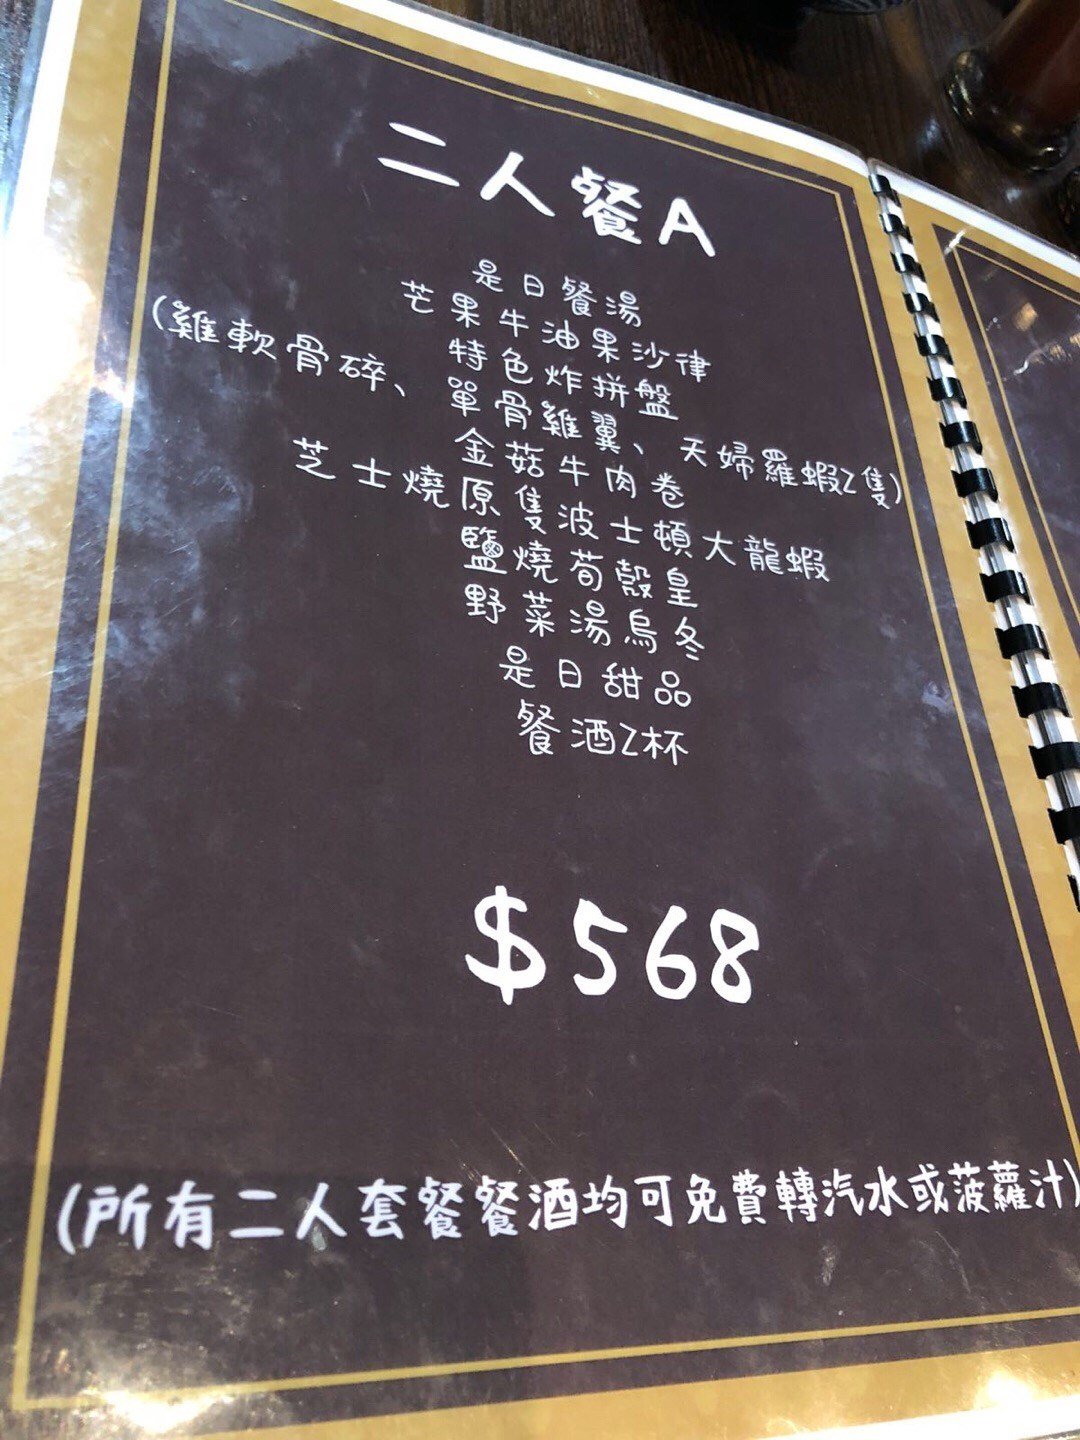 二人餐A
是日餐湯
芒果牛油果沙律
特色炸拼盤
(雞軟骨碎、單骨雞翼、天婦羅蝦2隻)
金菇牛肉卷
芝士燒原隻波士頓大龍蝦
鹽燒荀殼皇
野菜湯烏冬
是日甜品
餐酒2杯
$568
(所有二人套餐餐酒均可免費轉汽水或菠蘿汁)